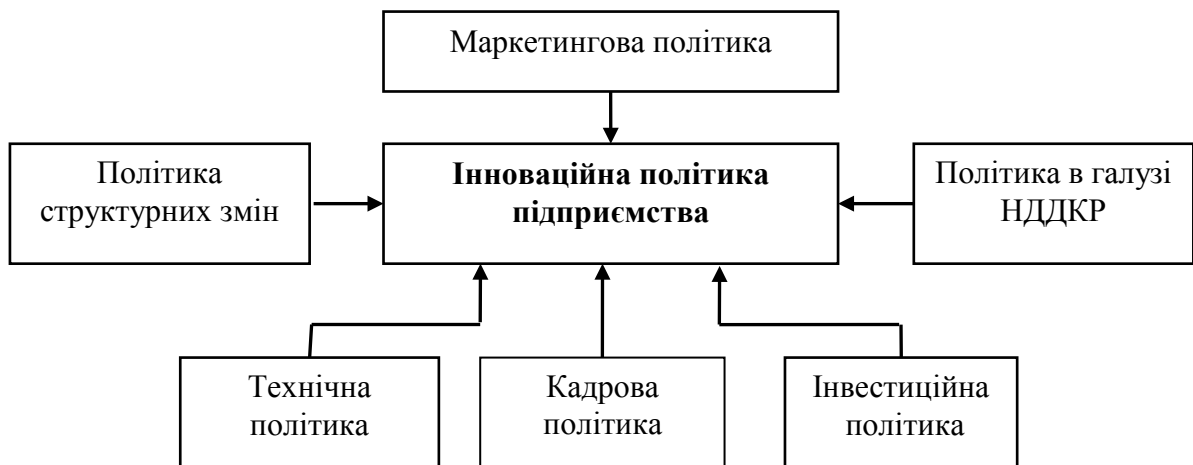 Маркетингова політика
Політика
структурних змін
Інноваційна політика
підприємства
Політика в галузі
НДДКР
Технічна
політика
Кадрова
політика
Інвестиційна
політика